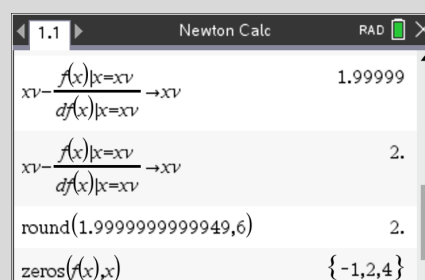 1.1 Newton Calc RAD
xv-f(x)|x=xv/df(x)|x=xv→xv 1.99999
xv-f(x)|x=xv/df(x)|x=xv→xv 2.
round(1.9999999999949,6) 2.
zeros(f(x),x) {-1,2,4}